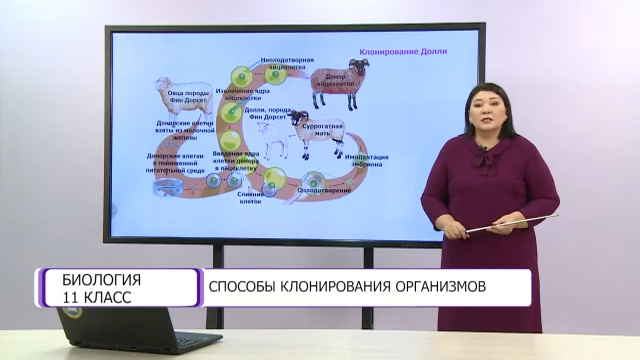 Клонирование Долли
Неплодотворная
яйцеклетка
Донор
яйцеклетки
Извлечение ядра
яйцеклетки
Овца породы
Фин Дорсет
Долли, порода
Фин Дорсет
Суррогатная
мать
Донорские клетки
взяты из молочной
железы
Донорские клетки
в пониженной
питательной среде
Введение ядра
клетки донора
в яйцеклетку
Имплантация
эмбриона
Слияние
клеток
Оплодотворение
БИОЛОГИЯ
11 КЛАСС
СПОСОБЫ КЛОНИРОВАНИЯ ОРГАНИЗМОВ